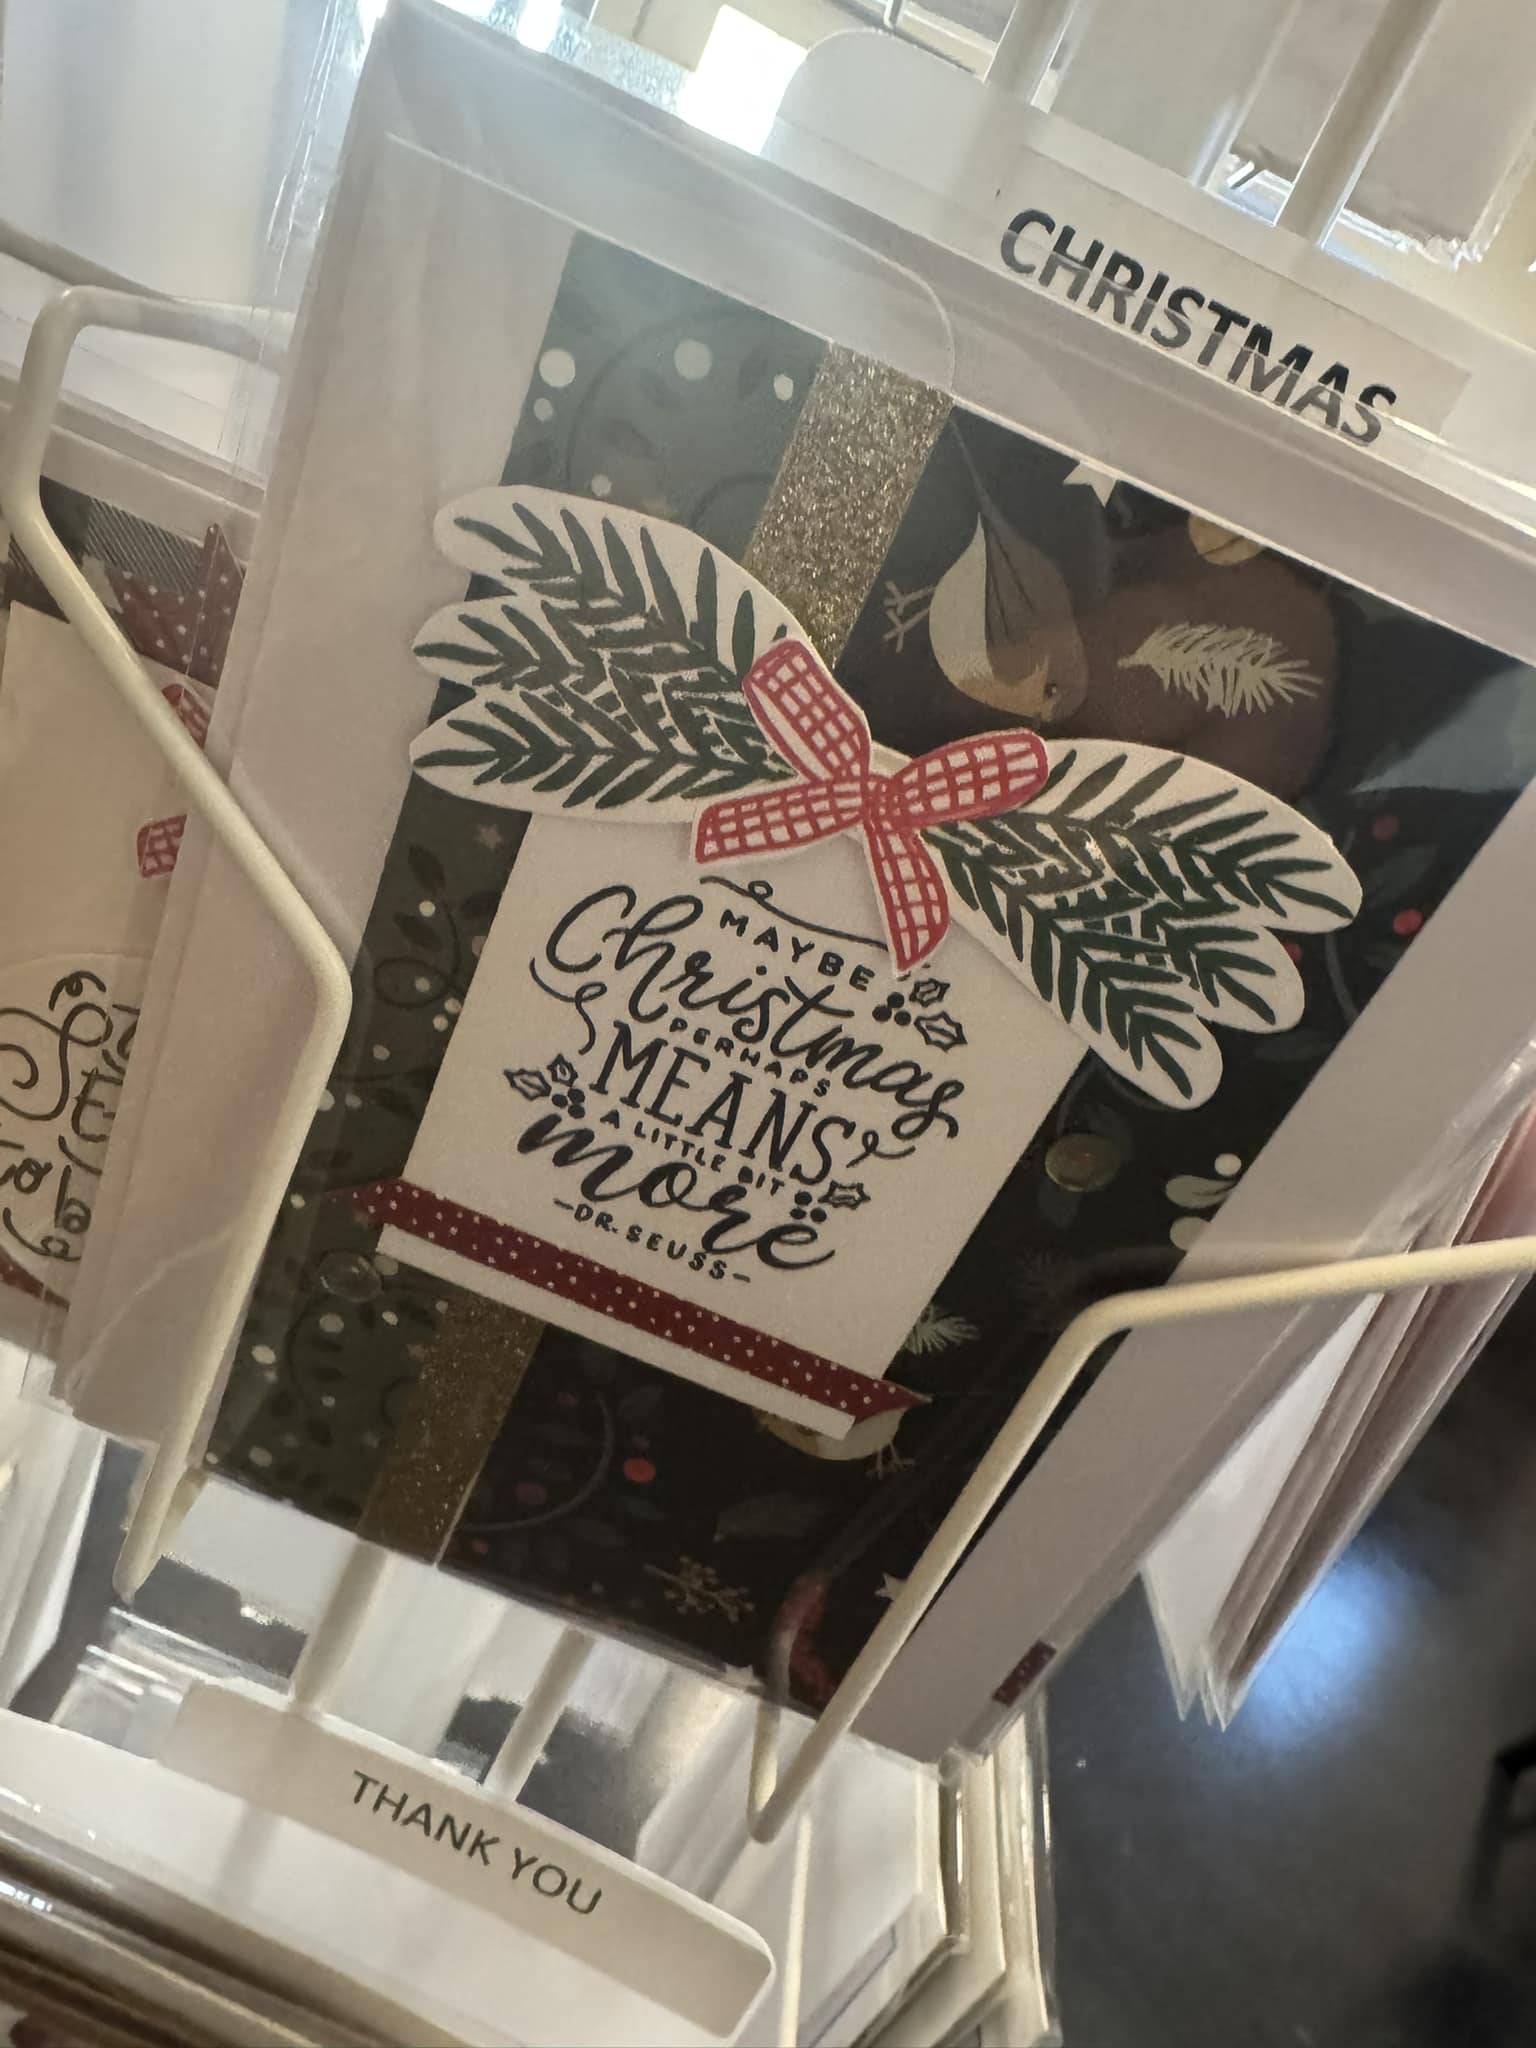 CHRISTMAS
MAYBE
Christmas
PERHAPS
MEANS
A LITTLE BIT
more
-DR. SEUSS-
THANK YOU